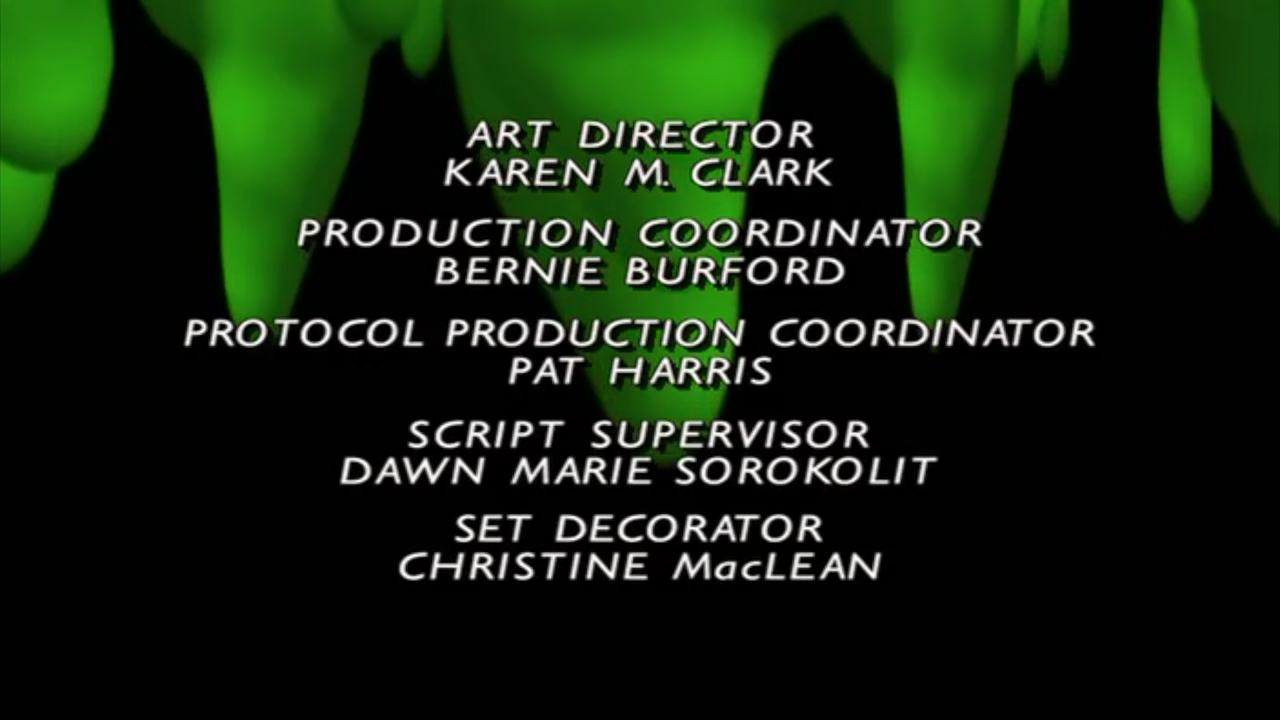 ART DIRECTOR
KAREN M. CLARK
PRODUCTION COORDINATOR
BERNIE BURFORD
PROTOCOL PRODUCTION COORDINATOR
PAT HARRIS
SCRIPT SUPERVISOR
DAWN MARIE SOROKOLIT
SET DECORATOR
CHRISTINE MacLEAN